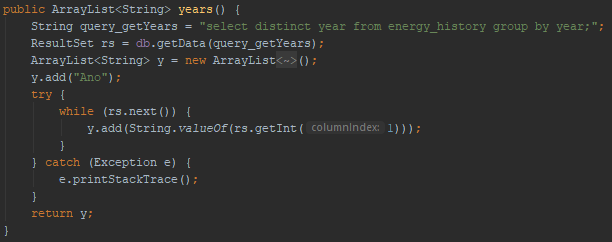 public ArrayList<String> years() {
    String query_getYears = "select distinct year from energy_history group by year;";
    ResultSet rs = db.getData(query_getYears);
    ArrayList<String> y = new ArrayList<~>();
    y.add("Ano");
    try {
        while (rs.next()) {
            y.add(String.valueOf(rs.getInt( columnIndex: 1)));
        }
    } catch (Exception e) {
        e.printStackTrace();
    }
    return y;
}